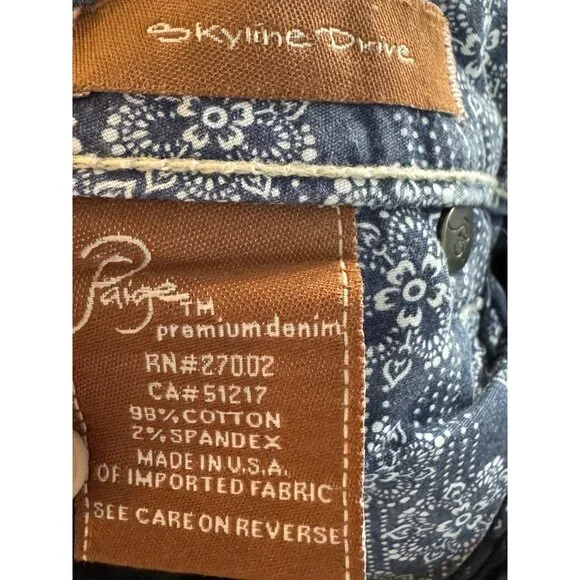 Skyline Drive
Paige TM
premium denim
RN#27002
CA#51217
98% COTTON
2% SPANDEX
MADE IN U.S.A.
OF IMPORTED FABRIC
SEE CARE ON REVERSE